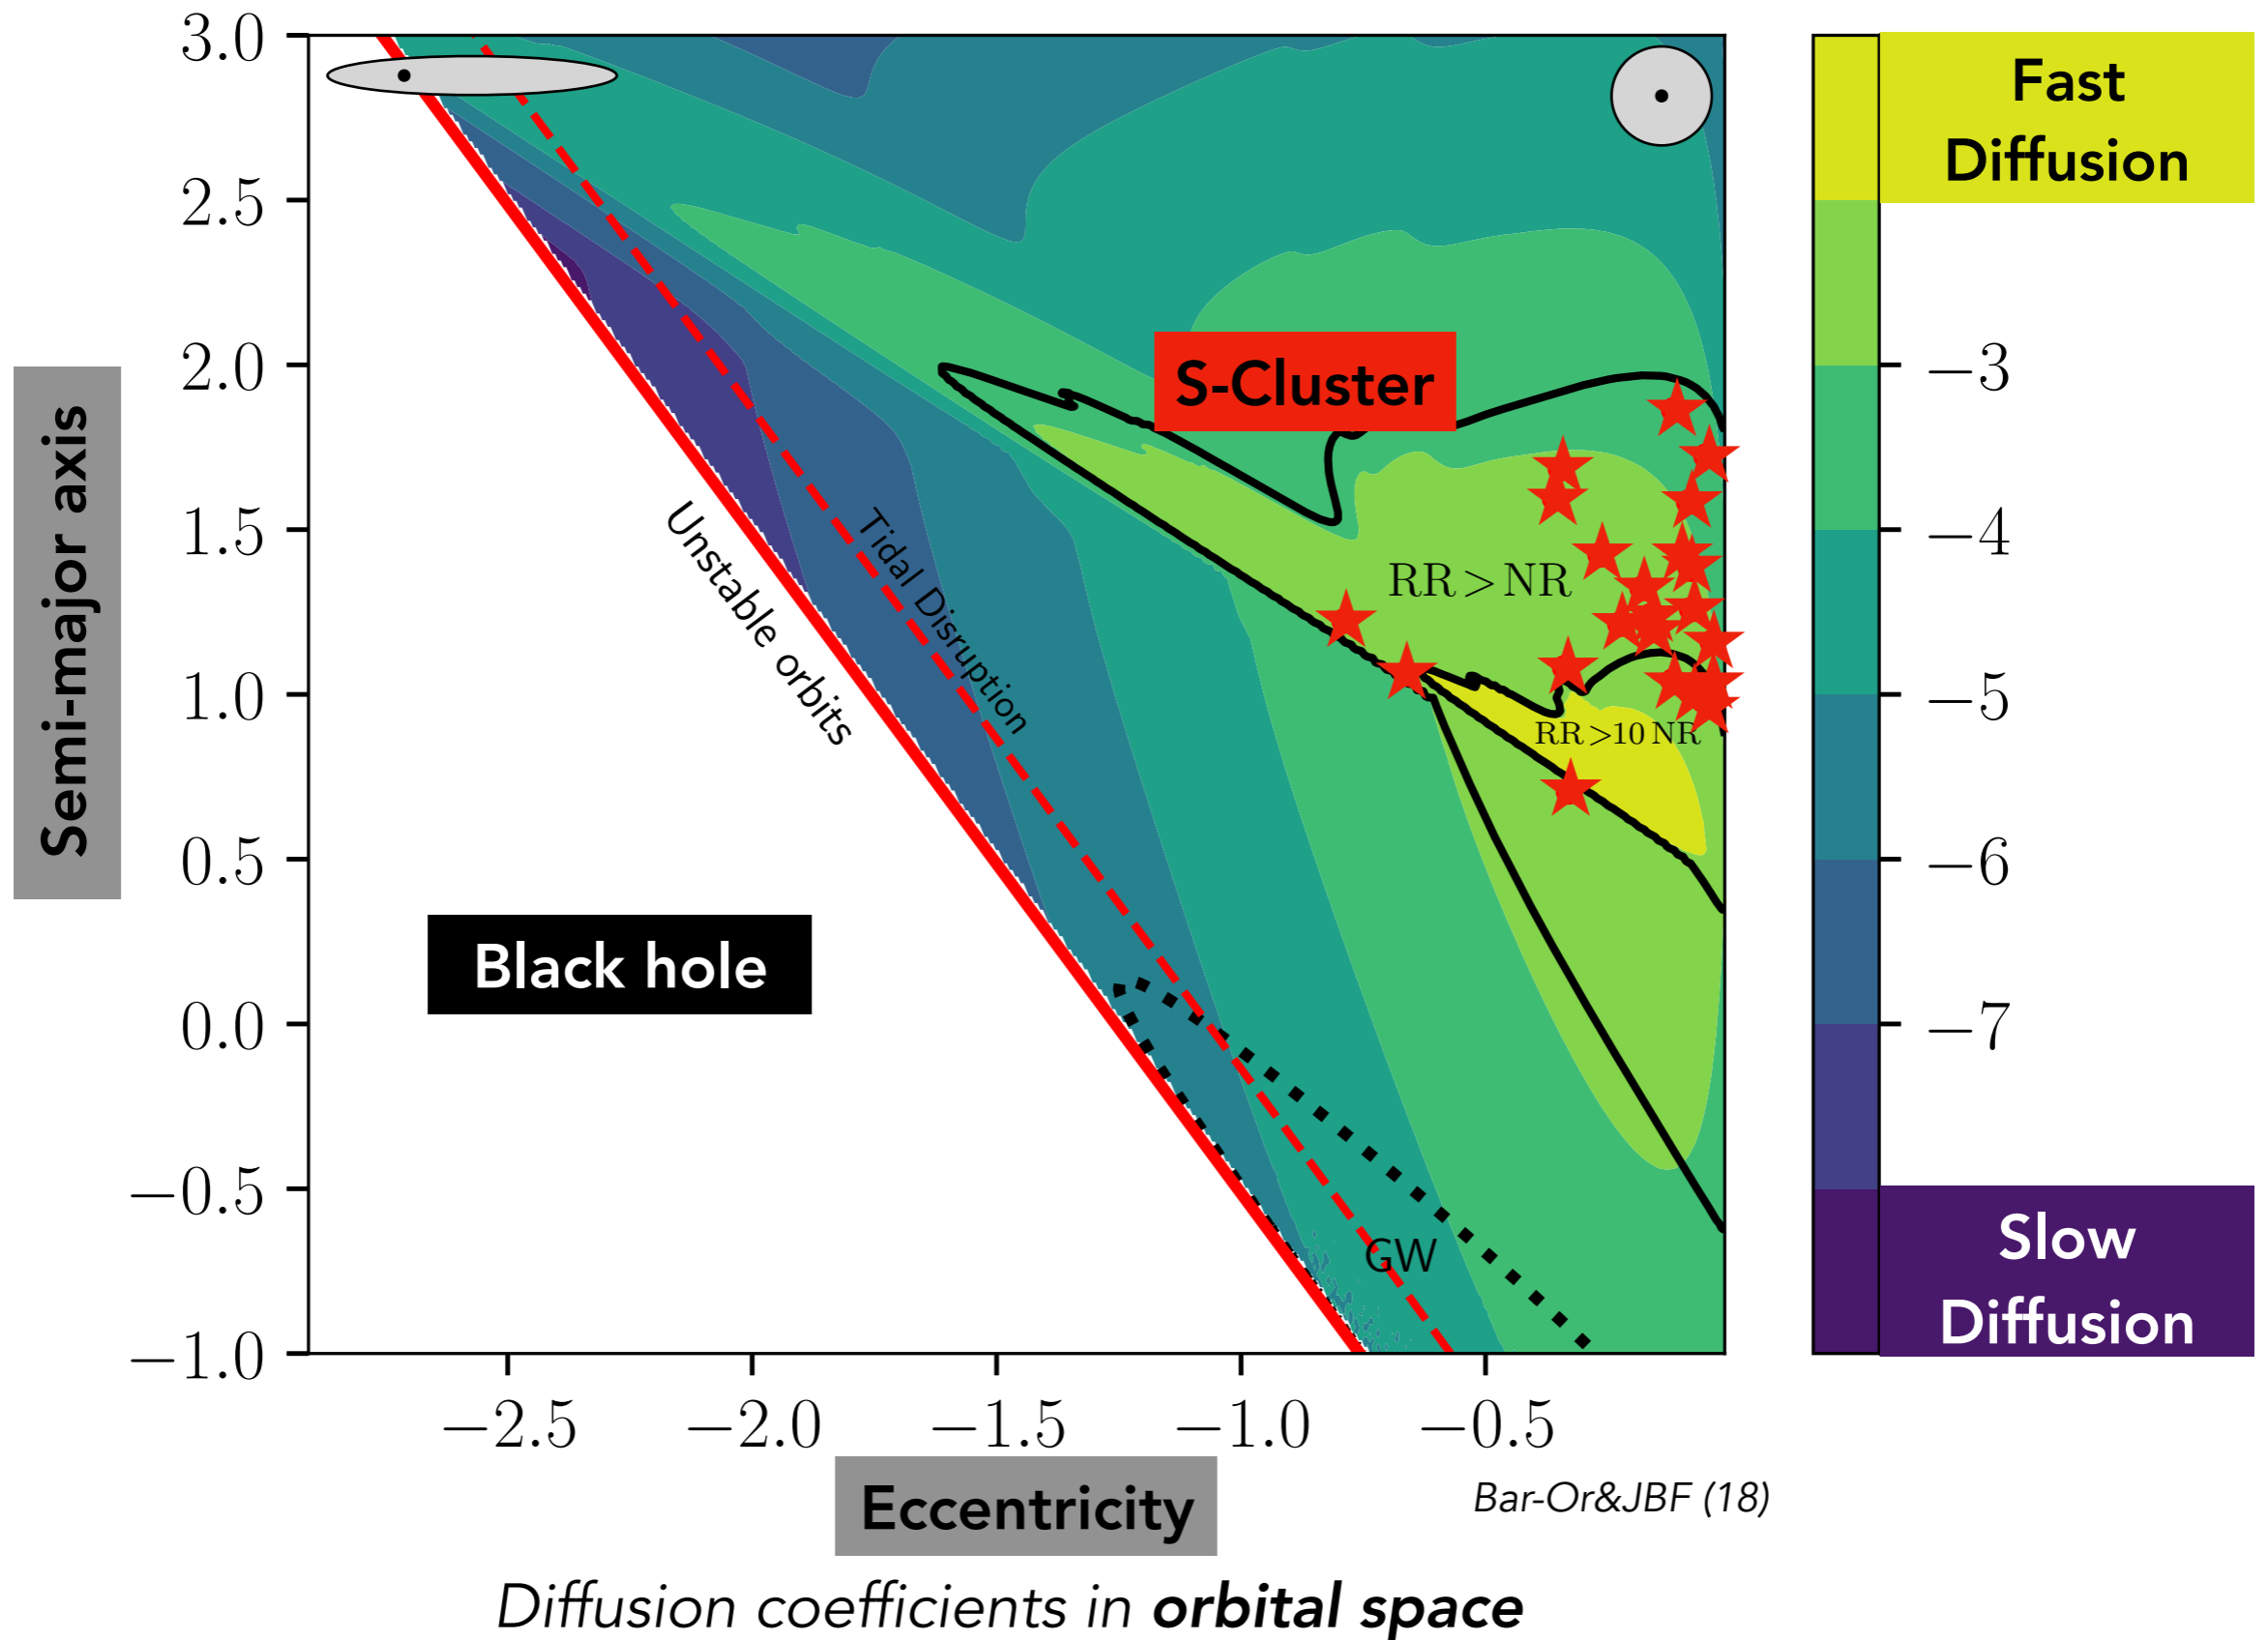 3.0
2.5
2.0
1.5
1.0
0.5
0.0
−0.5
−1.0
Semi-major axis
S-Cluster
RR > NR
RR >10 NR
Unstable orbits
Tidal Disruption
Black hole
GW
−2.5 −2.0 −1.5 −1.0 −0.5
Eccentricity
Bar-Or&JBF (18)
Fast
Diffusion
−3
−4
−5
−6
−7
Slow
Diffusion
Diffusion coefficients in orbital space